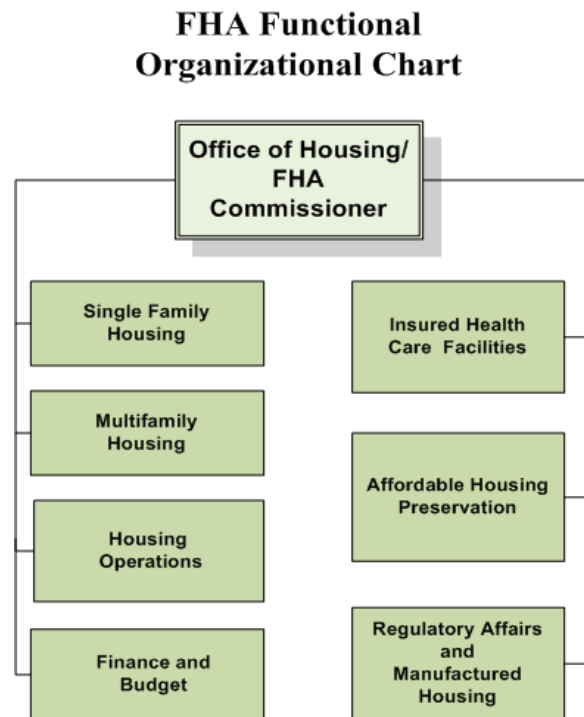 FHA Functional
Organizational Chart
Office of Housing/
FHA
Commissioner
Single Family
Housing
Multifamily
Housing
Housing
Operations
Finance and
Budget
Insured Health
Care Facilities
Affordable Housing
Preservation
Regulatory Affairs
and
Manufactured
Housing